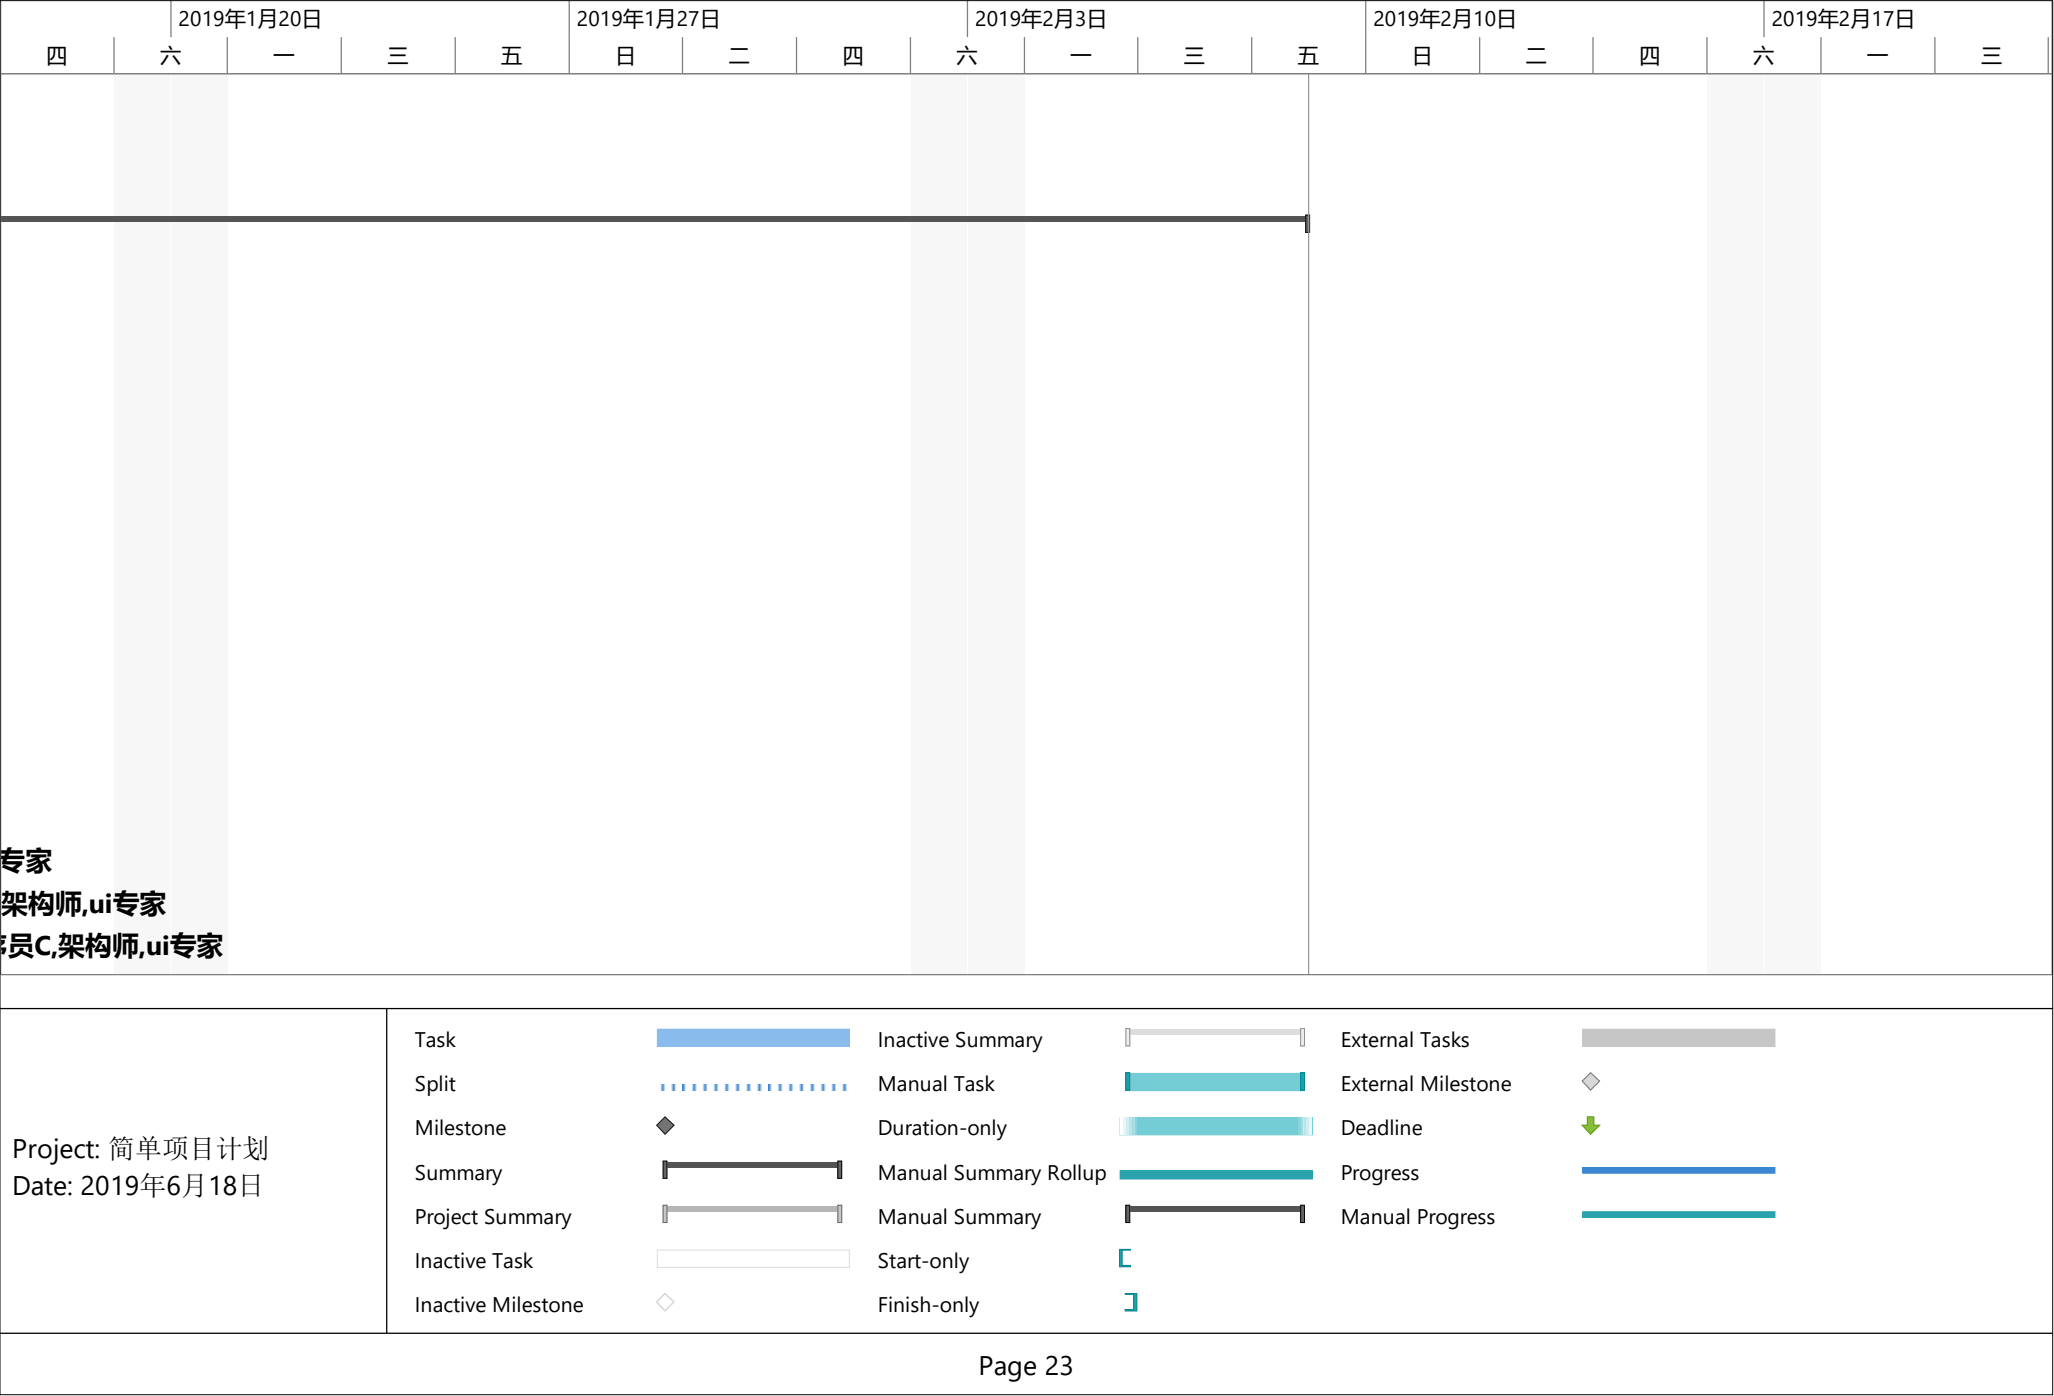 2019年1月20日 2019年1月27日 2019年2月3日 2019年2月10日 2019年2月17日
四 六 一 三 五 日 二 四 六 一 三 五 日 二 四 六 一 三
专家
架构师,ui专家
员C,架构师,ui专家
Project: 简单项目计划
Date: 2019年6月18日
Task
Split
Milestone
Summary
Project Summary
Inactive Task
Inactive Milestone
Inactive Summary
Manual Task
Duration-only
Manual Summary Rollup
Manual Summary
Start-only
Finish-only
External Tasks
External Milestone
Deadline
Progress
Manual Progress
Page 23